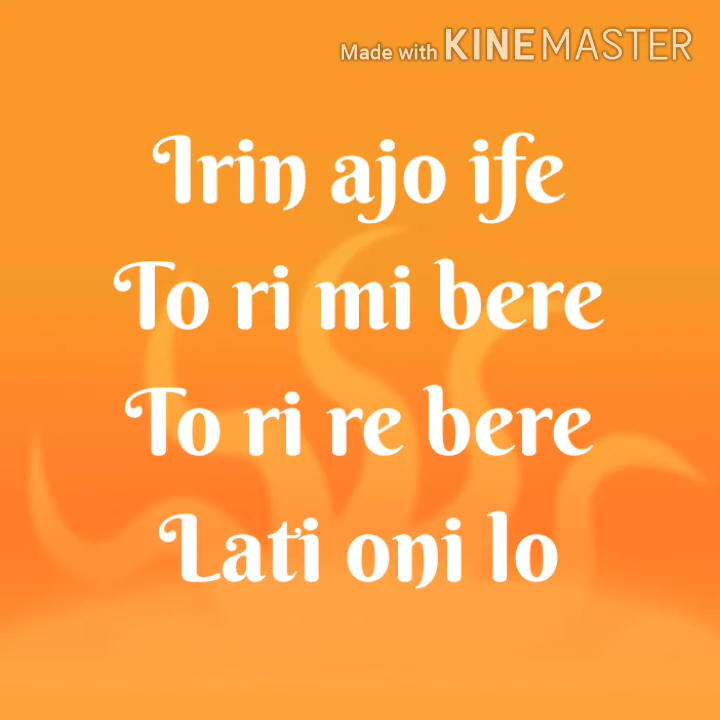 Made with KINEMASTER
Irin ajo ife
To ri mi bere
To ri re bere
Lati oni lo